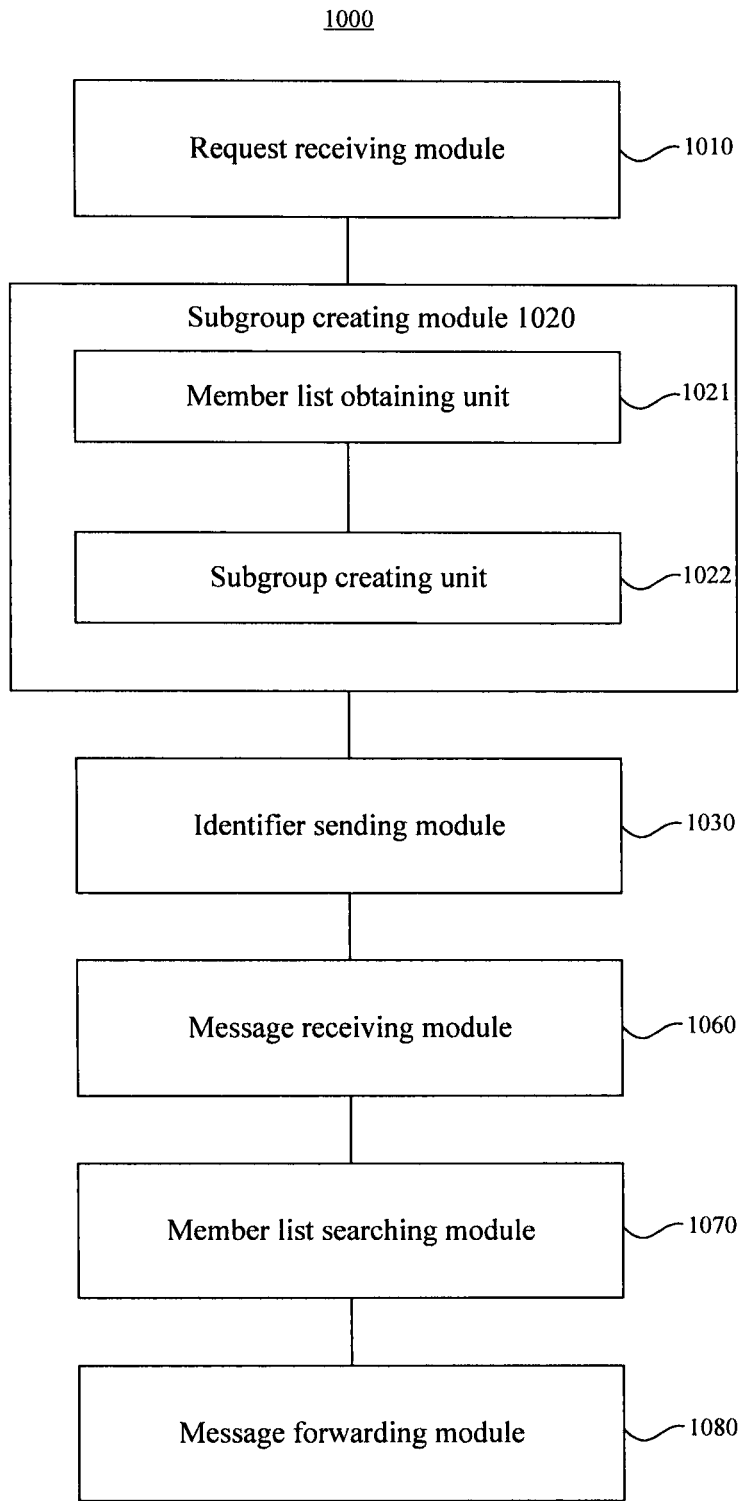 1000
Request receiving module
1010
Subgroup creating module 1020
Member list obtaining unit
1021
Subgroup creating unit
1022
Identifier sending module
1030
Message receiving module
1060
Member list searching module
1070
Message forwarding module
1080